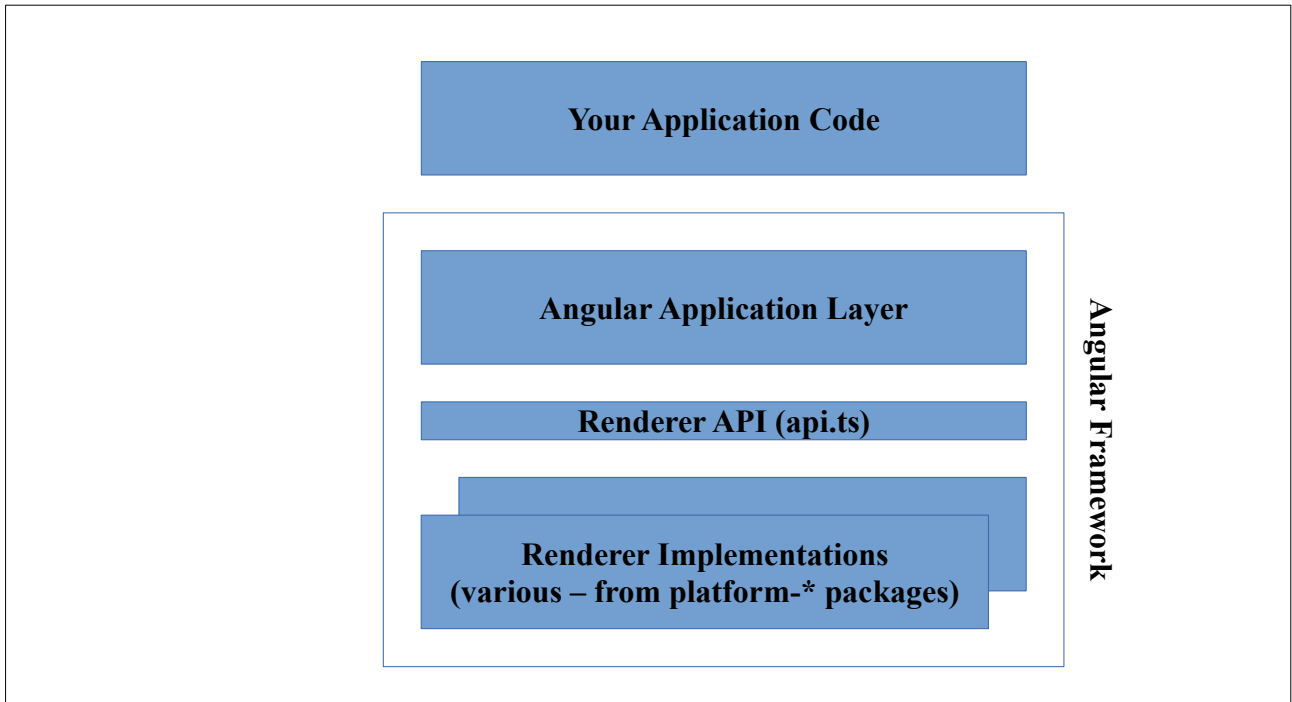 Your Application Code
Angular Application Layer
Renderer API (api.ts)
Renderer Implementations
(various – from platform-* packages)
Angular Framework